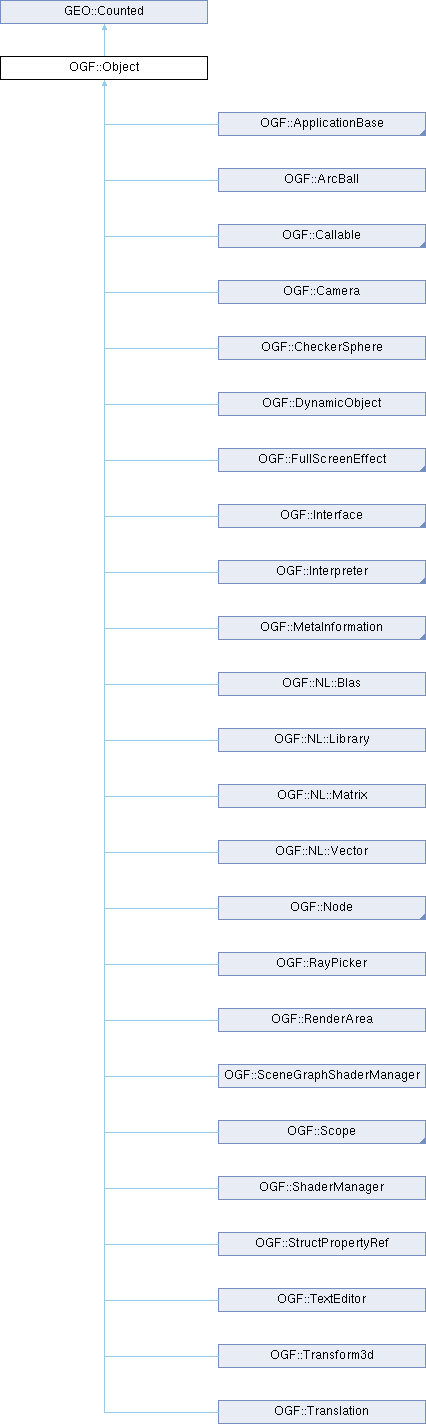 GEO::Counted
OGF::Object
OGF::ApplicationBase
OGF::ArcBall
OGF::Callable
OGF::Camera
OGF::CheckerSphere
OGF::DynamicObject
OGF::FullScreenEffect
OGF::Interface
OGF::Interpreter
OGF::MetaInformation
OGF::NL::Blas
OGF::NL::Library
OGF::NL::Matrix
OGF::NL::Vector
OGF::Node
OGF::RayPicker
OGF::RenderArea
OGF::SceneGraphShaderManager
OGF::Scope
OGF::ShaderManager
OGF::StructPropertyRef
OGF::TextEditor
OGF::Transform3d
OGF::Translation